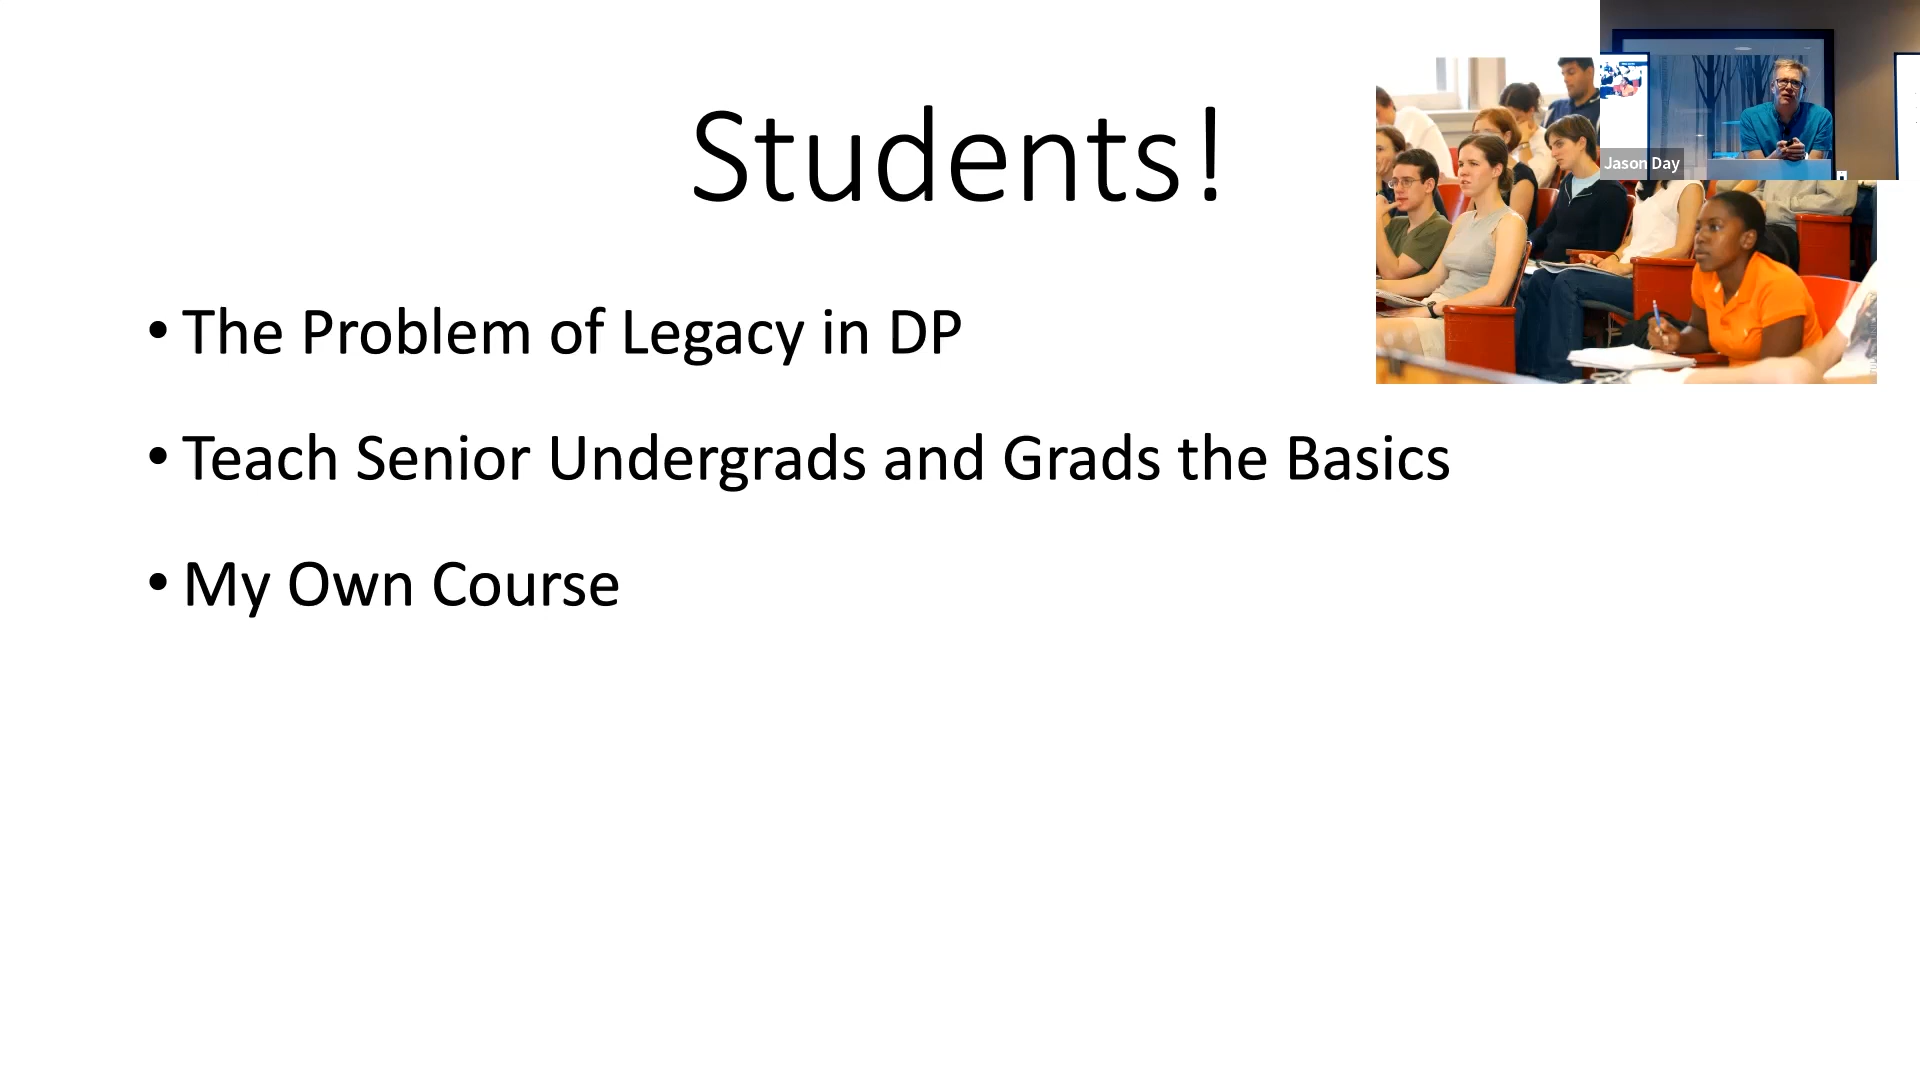 Students!
Jason Day
• The Problem of Legacy in DP
• Teach Senior Undergrads and Grads the Basics
• My Own Course